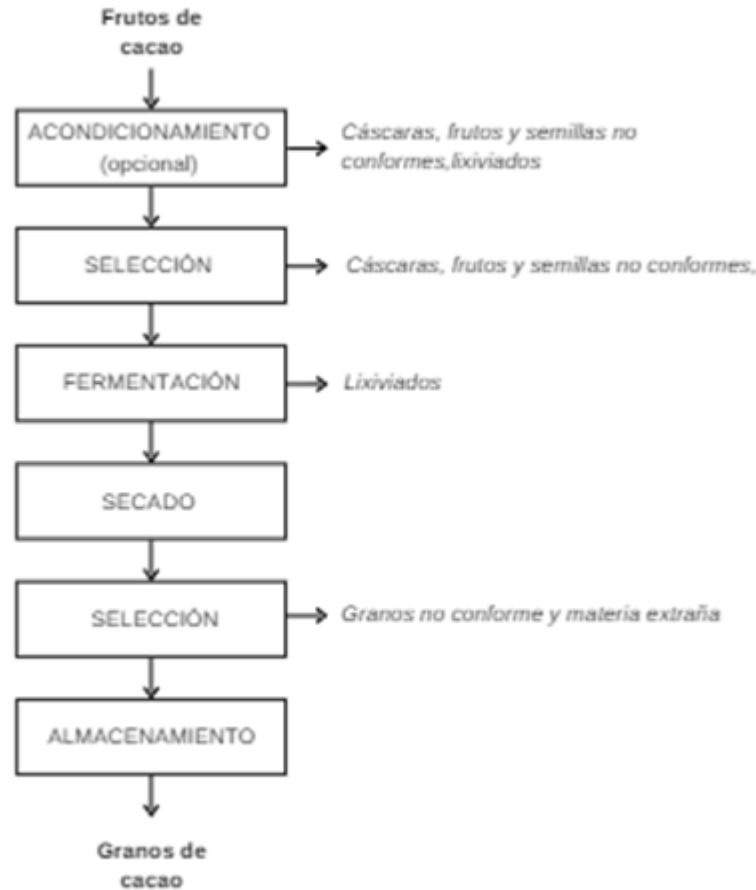 Frutos de
cacao
ACONDICIONAMIENTO
(opcional)
Cáscaras, frutos y semillas no
conformes,lixiviados
SELECCIÓN
Cáscaras, frutos y semillas no conformes,
FERMENTACIÓN
Lixiviados
SECADO
SELECCIÓN
Granos no conforme y materia extraña
ALMACENAMIENTO
Granos de
cacao